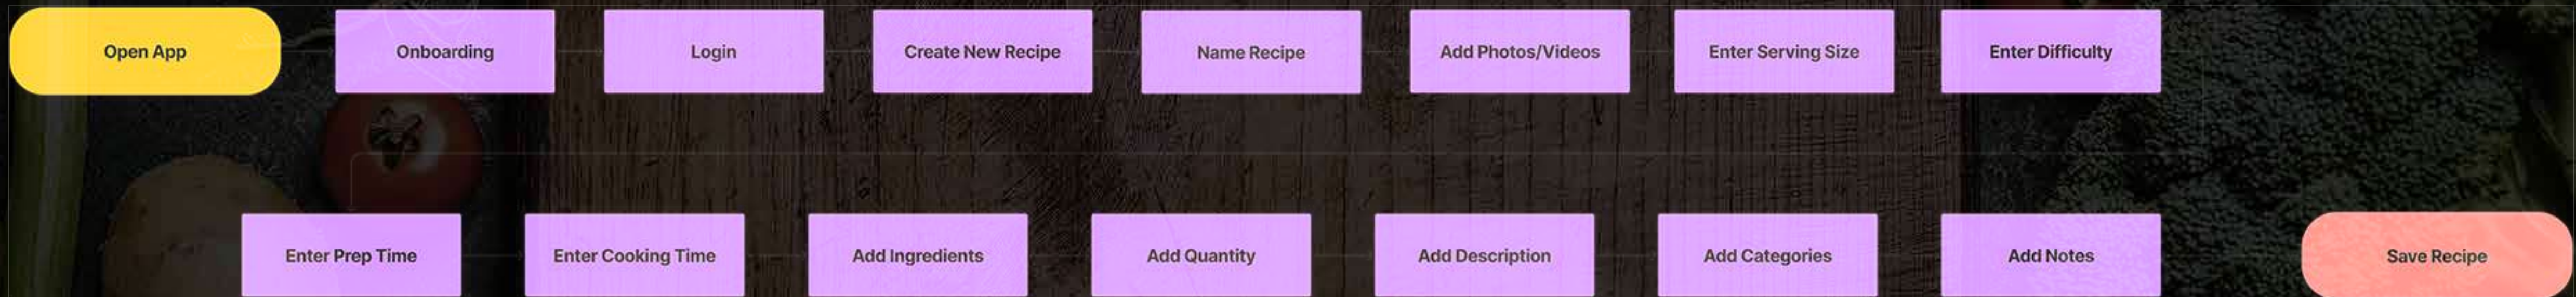 Open App
Onboarding
Login
Create New Recipe
Name Recipe
Add Photos/Videos
Enter Serving Size
Enter Difficulty
Enter Prep Time
Enter Cooking Time
Add Ingredients
Add Quantity
Add Description
Add Categories
Add Notes
Save Recipe